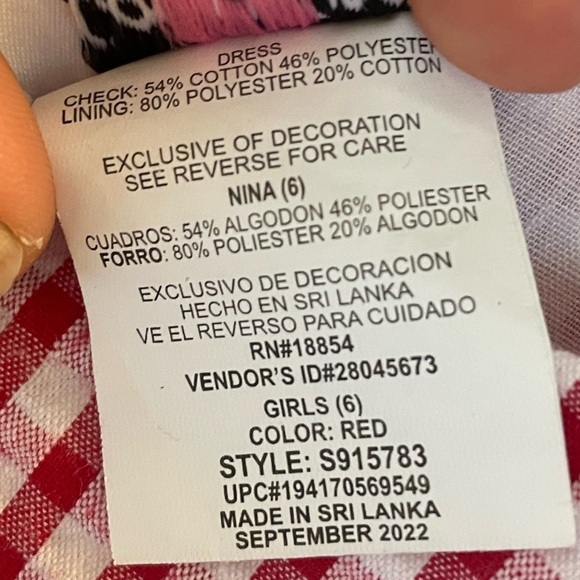 DRESS
CHECK: 54% COTTON 46% POLYESTER
LINING: 80% POLYESTER 20% COTTON
EXCLUSIVE OF DECORATION
SEE REVERSE FOR CARE
NINA (6)
CUADROS: 54% ALGODON 46% POLIESTER
FORRO: 80% POLIESTER 20% ALGODON
EXCLUSIVO DE DECORACION
HECHO EN SRI LANKA
VE EL REVERSO PARA CUIDADO
RN#18854
VENDOR'S ID#28045673
GIRLS (6)
COLOR: RED
STYLE: S915783
UPC#194170569549
MADE IN SRI LANKA
SEPTEMBER 2022